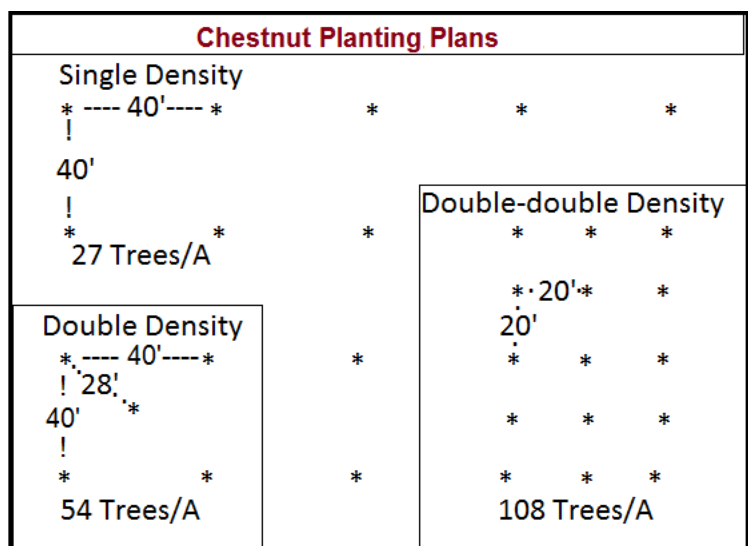 Chestnut Planting Plans
Single Density
* ---- 40'---- * * * *
!
40'
!
* * *
27 Trees/A
Double-double Density
* * *
*·20'·* *
20'
* * *
* * *
* * *
108 Trees/A
Double Density
* ---- 40'----* *
! 28'
40' *
!
* * *
54 Trees/A